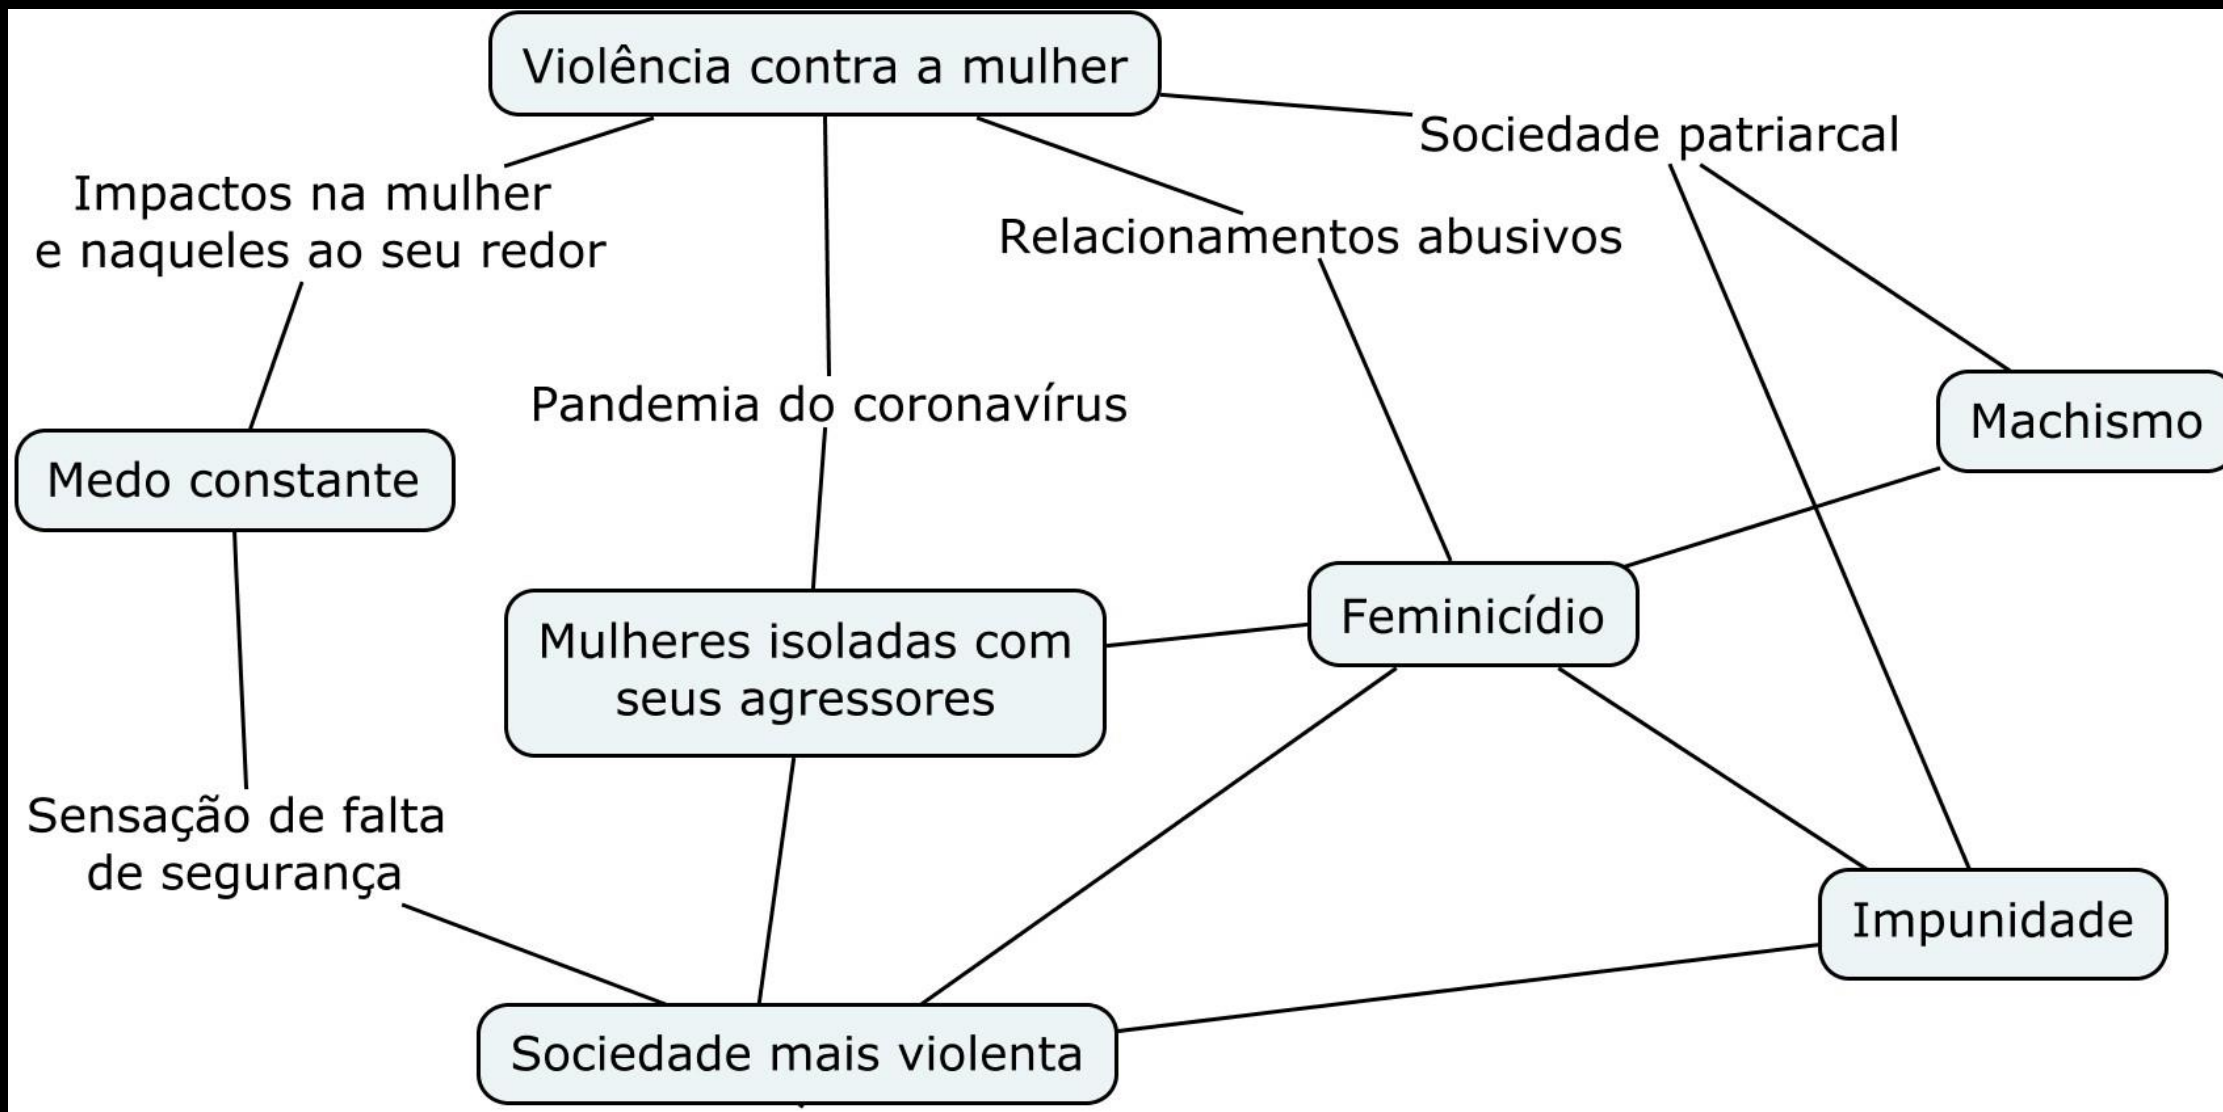 Violência contra a mulher
Sociedade patriarcal
Impactos na mulher
e naqueles ao seu redor
Relacionamentos abusivos
Pandemia do coronavírus
Machismo
Medo constante
Feminicídio
Mulheres isoladas com
seus agressores
Sensação de falta
de segurança
Impunidade
Sociedade mais violenta